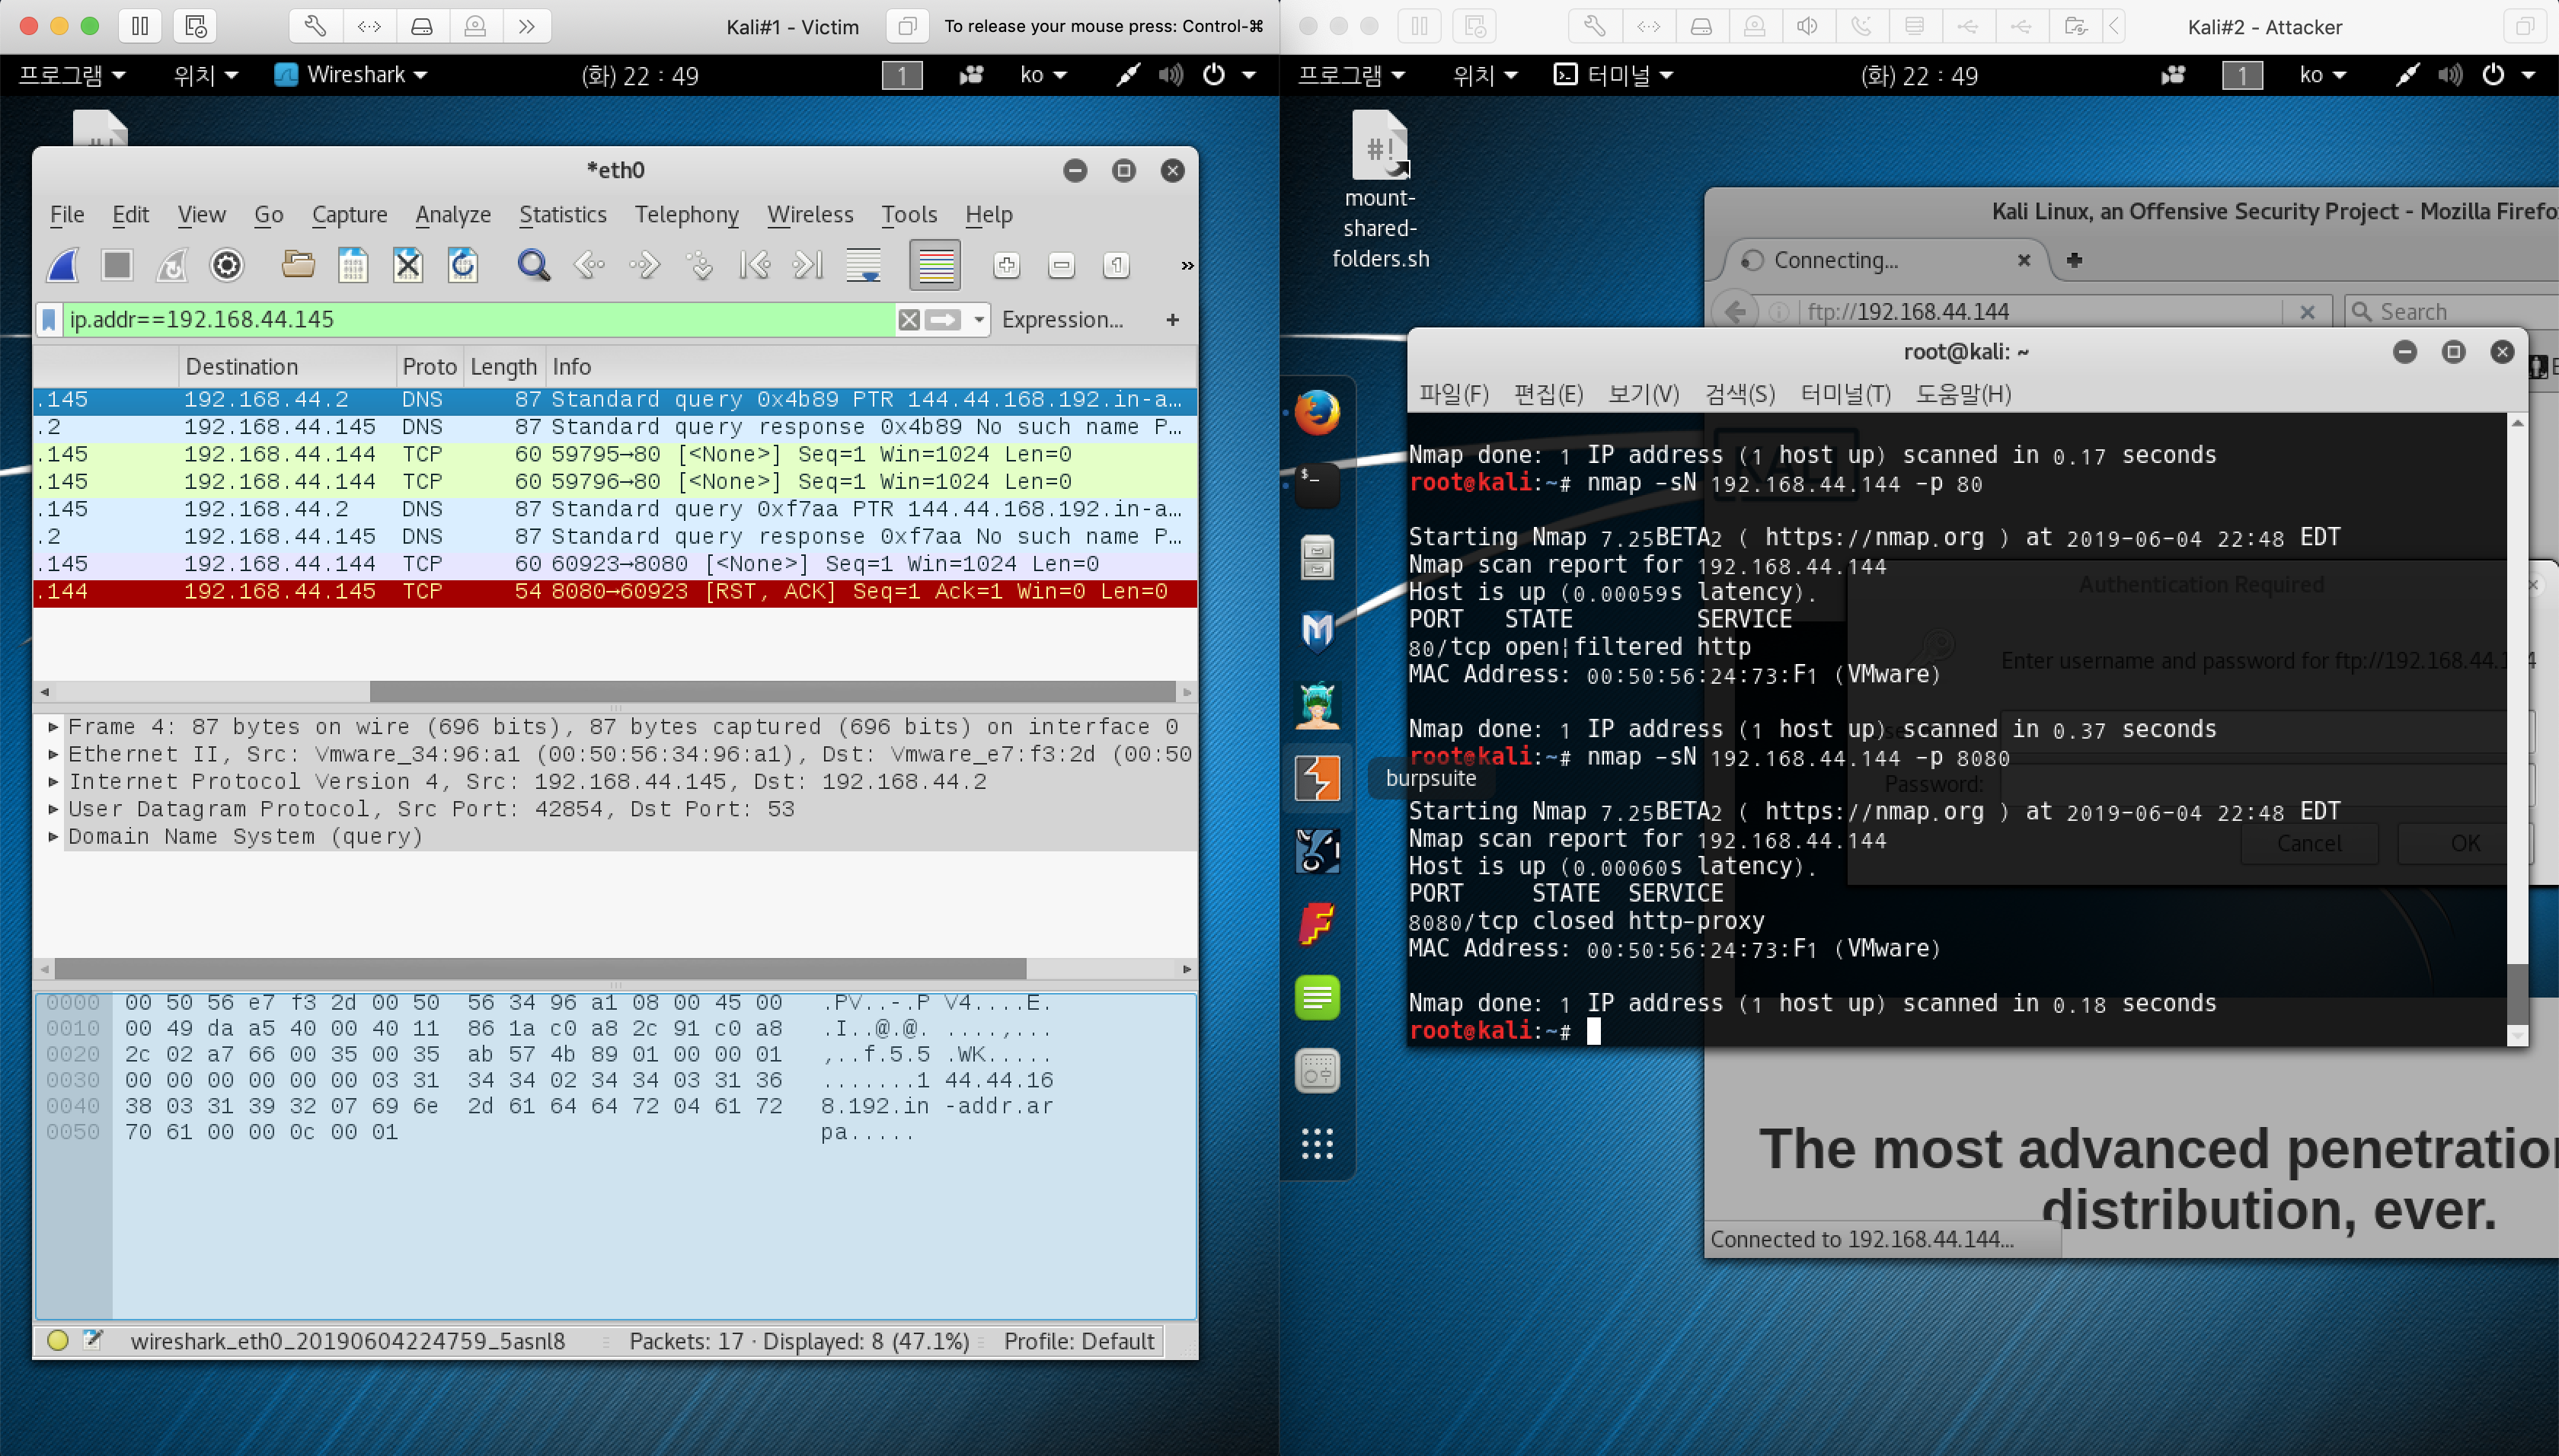 Kali#1 - Victim
To release your mouse press: Control-⌘
프로그램 위치 Wireshark (화) 22 : 49 1 ko
*eth0
File Edit View Go Capture Analyze Statistics Telephony Wireless Tools Help
ip.addr==192.168.44.145 Expression... +
Destination Proto Length Info
.145 192.168.44.2 DNS 87 Standard query 0x4b89 PTR 144.44.168.192.in-a…
.2 192.168.44.145 DNS 87 Standard query response 0x4b89 No such name P…
.145 192.168.44.144 TCP 60 59795→80 [<None>] Seq=1 Win=1024 Len=0
.145 192.168.44.144 TCP 60 59796→80 [<None>] Seq=1 Win=1024 Len=0
.145 192.168.44.2 DNS 87 Standard query 0xf7aa PTR 144.44.168.192.in-a…
.2 192.168.44.145 DNS 87 Standard query response 0xf7aa No such name P…
.145 192.168.44.144 TCP 60 60923→8080 [<None>] Seq=1 Win=1024 Len=0
.144 192.168.44.145 TCP 54 8080→60923 [RST, ACK] Seq=1 Ack=1 Win=0 Len=0
Frame 4: 87 bytes on wire (696 bits), 87 bytes captured (696 bits) on interface 0
Ethernet II, Src: Vmware_34:96:a1 (00:50:56:34:96:a1), Dst: Vmware_e7:f3:2d (00:50
Internet Protocol Version 4, Src: 192.168.44.145, Dst: 192.168.44.2
User Datagram Protocol, Src Port: 42854, Dst Port: 53
Domain Name System (query)
0000 00 50 56 e7 f3 2d 00 50 56 34 96 a1 08 00 45 00 .PV..-.P V4....E.
0010 00 49 da a5 40 00 40 11 86 1a c0 a8 2c 91 c0 a8 .I..@.@. ....,...
0020 2c 02 a7 66 00 35 00 35 ab 57 4b 89 01 00 00 01 ,..f.5.5 .WK.....
0030 00 00 00 00 00 00 03 31 34 34 02 34 34 03 31 36 .......1 44.44.16
0040 38 03 31 39 32 07 69 6e 2d 61 64 64 72 04 61 72 8.192.in -addr.ar
0050 70 61 00 00 0c 00 01 pa.....
wireshark_eth0_20190604224759_5asnl8 Packets: 17 · Displayed: 8 (47.1%) Profile: Default
Kali#2 - Attacker
프로그램 위치 터미널 (화) 22 : 49 1 ko
#!
mount-
shared-
folders.sh
Kali Linux, an Offensive Security Project - Mozilla Firefo
Connecting...
ftp://192.168.44.144 Search
root@kali: ~
파일(F) 편집(E) 보기(V) 검색(S) 터미널(T) 도움말(H)
Nmap done: 1 IP address (1 host up) scanned in 0.17 seconds
root@kali:~# nmap -sN 192.168.44.144 -p 80
Starting Nmap 7.25BETA2 ( https://nmap.org ) at 2019-06-04 22:48 EDT
Nmap scan report for 192.168.44.144
Host is up (0.00059s latency).
PORT STATE SERVICE
80/tcp open|filtered http
MAC Address: 00:50:56:24:73:F1 (VMware)
Nmap done: 1 IP address (1 host up) scanned in 0.37 seconds
root@kali:~# nmap -sN 192.168.44.144 -p 8080
Starting Nmap 7.25BETA2 ( https://nmap.org ) at 2019-06-04 22:48 EDT
Nmap scan report for 192.168.44.144
Host is up (0.00060s latency).
PORT STATE SERVICE
8080/tcp closed http-proxy
MAC Address: 00:50:56:24:73:F1 (VMware)
Nmap done: 1 IP address (1 host up) scanned in 0.18 seconds
root@kali:~#
burpsuite
Authentication Required
Enter username and password for ftp://192.168.44.1 4
Password:
Cancel OK
The most advanced penetration
distribution, ever.
Connected to 192.168.44.144...